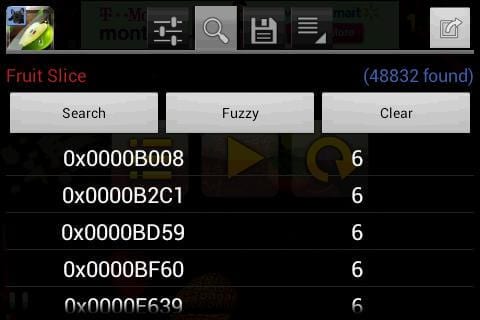 T··Mo
mont
mart
Fruit Slice
(48832 found)
Search
Fuzzy
Clear
0x0000B008 6
0x0000B2C1 6
0x0000BD59 6
0x0000BF60 6
0x0000E639 6